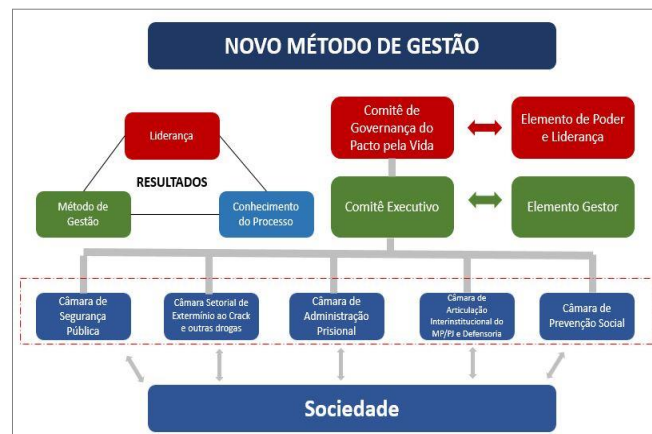 NOVO MÉTODO DE GESTÃO
Liderança
RESULTADOS
Método de
Gestão
Conhecimento
do Processo
Comitê de
Governança do
Pacto pela Vida
Elemento de Poder
e Liderança
Comitê Executivo
Elemento Gestor
Câmara de
Segurança
Pública
Câmara Setorial de
Extermínio ao Crack
e outras drogas
Câmara de
Administração
Prisional
Câmara de
Articulação
Interinstitucional do
MP/PJ e Defensoria
Câmara de
Prevenção Social
Sociedade